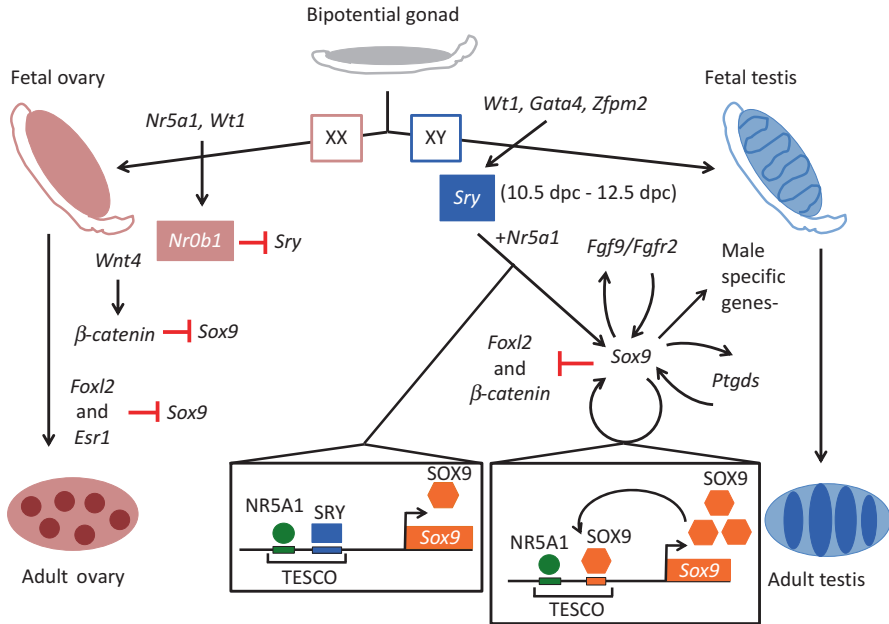 Bipotential gonad
Fetal ovary
Fetal testis
Nr5a1, Wt1
XX
XY
Wt1, Gata4, Zfpm2
Sry
(10.5 dpc - 12.5 dpc)
Nr0b1
Sry
+Nr5a1
Wnt4
β-catenin
Sox9
Foxl2
and
Esr1
Sox9
Fgf9/Fgfr2
Male
specific
genes-
Foxl2
and
β-catenin
Sox9
Ptgds
SOX9
NR5A1
SRY
Sox9
TESCO
SOX9
NR5A1
SOX9
Sox9
TESCO
Adult ovary
Adult testis